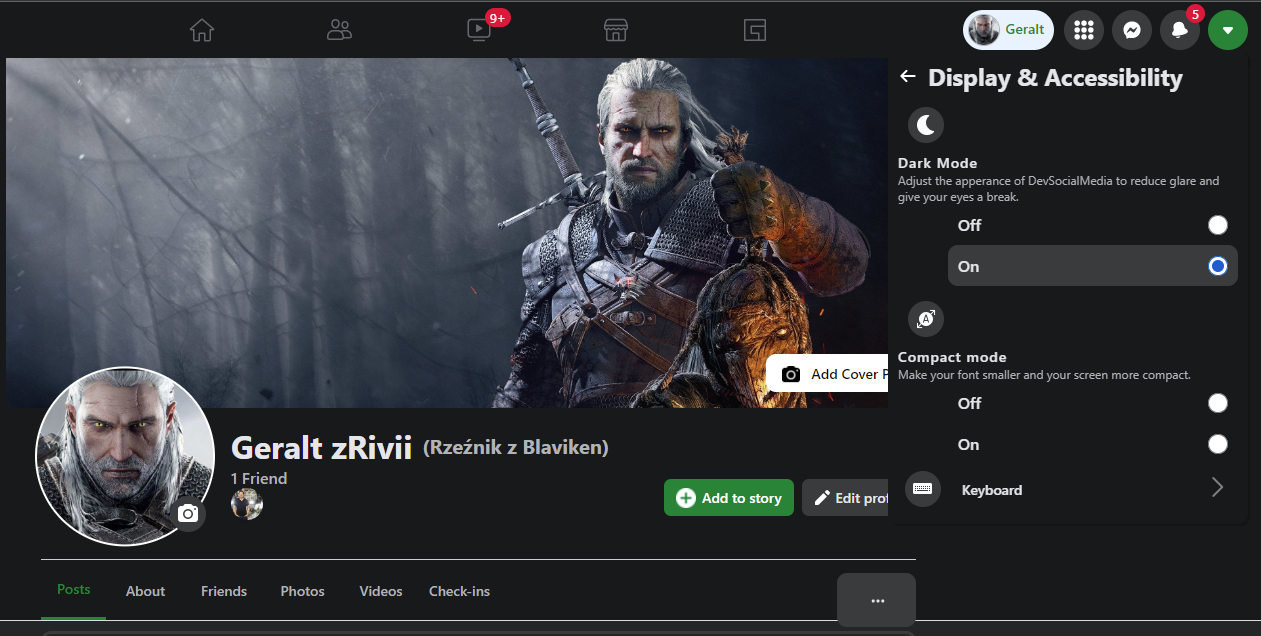 9+
Geralt
5
Display & Accessibility
Dark Mode
Adjust the apperance of DevSocialMedia to reduce glare and
give your eyes a break.
Off
On
A
Compact mode
Make your font smaller and your screen more compact.
Off
On
Keyboard
Add Cover P
Geralt zRivii (Rzeźnik z Blaviken)
1 Friend
Add to story
Edit prof
Posts
About
Friends
Photos
Videos
Check-ins
...